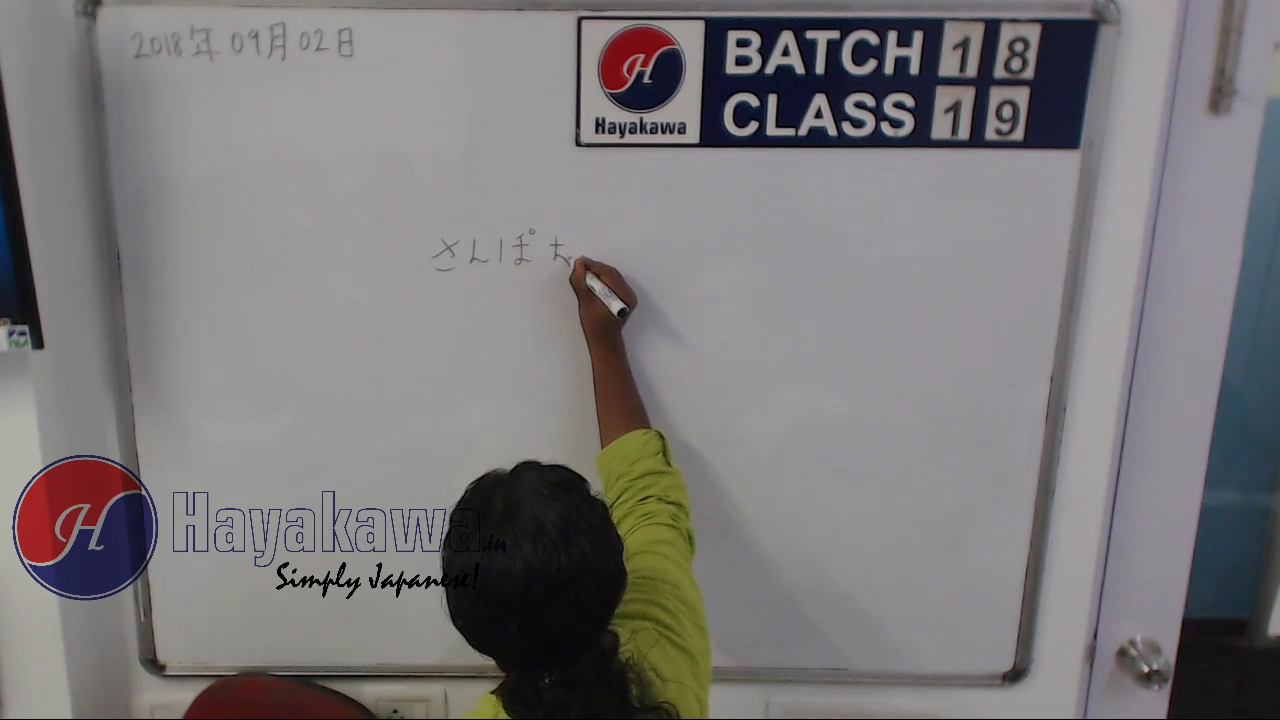 2018年09月02日
H
Hayakawa
BATCH 18
CLASS 19
さんぽ
H
Hayakawa.in
Simply Japanese!